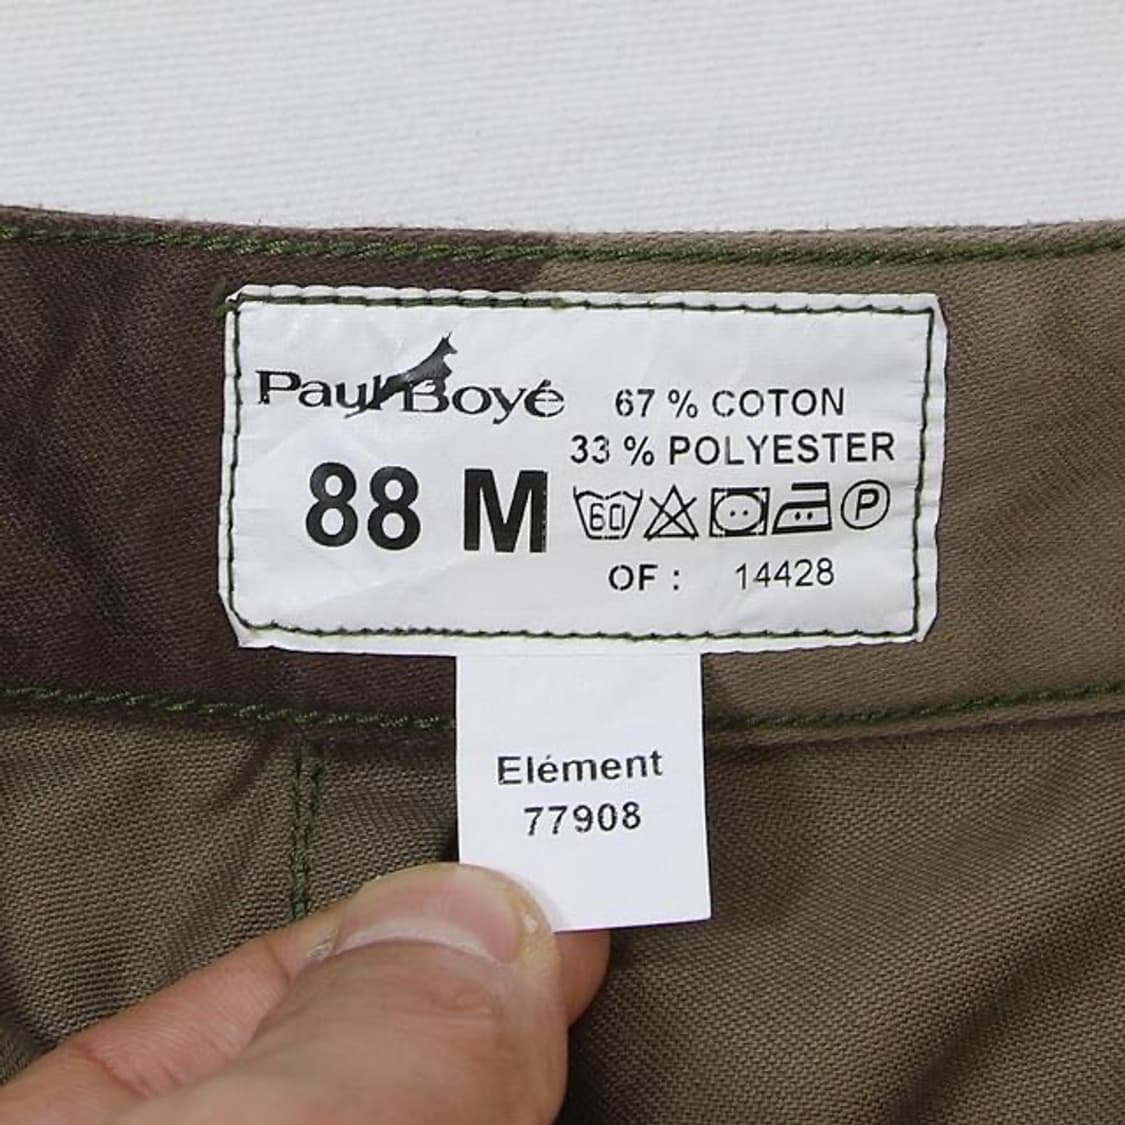 Paul Boyé
67 % COTON
33 % POLYESTER
88 M
60 P
OF : 14428
Elément
77908